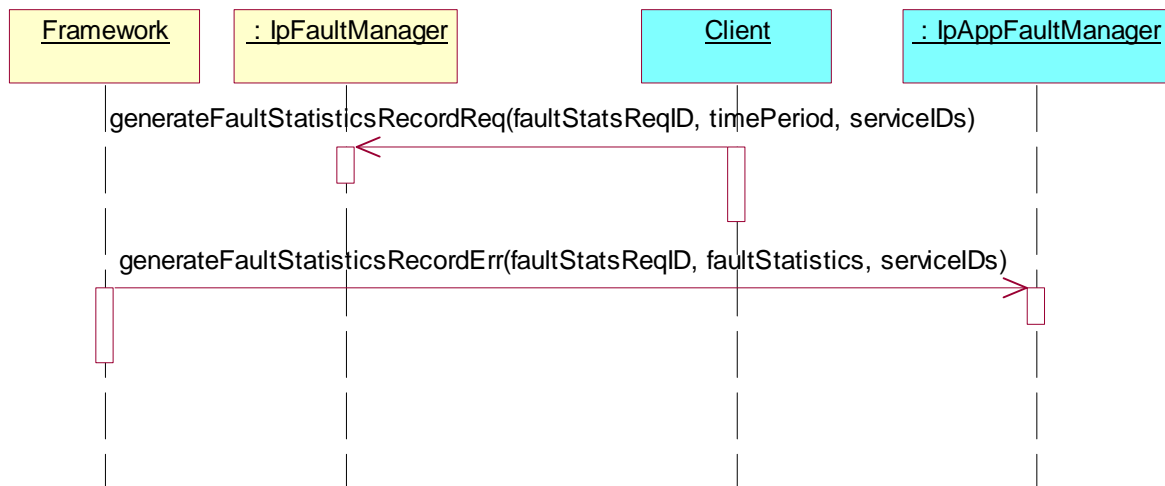 Framework
: IpFaultManager
Client
: IpAppFaultManager
generateFaultStatisticsRecordReq(faultStatsReqID, timePeriod, serviceIDs)
generateFaultStatisticsRecordErr(faultStatsReqID, faultStatistics, serviceIDs)